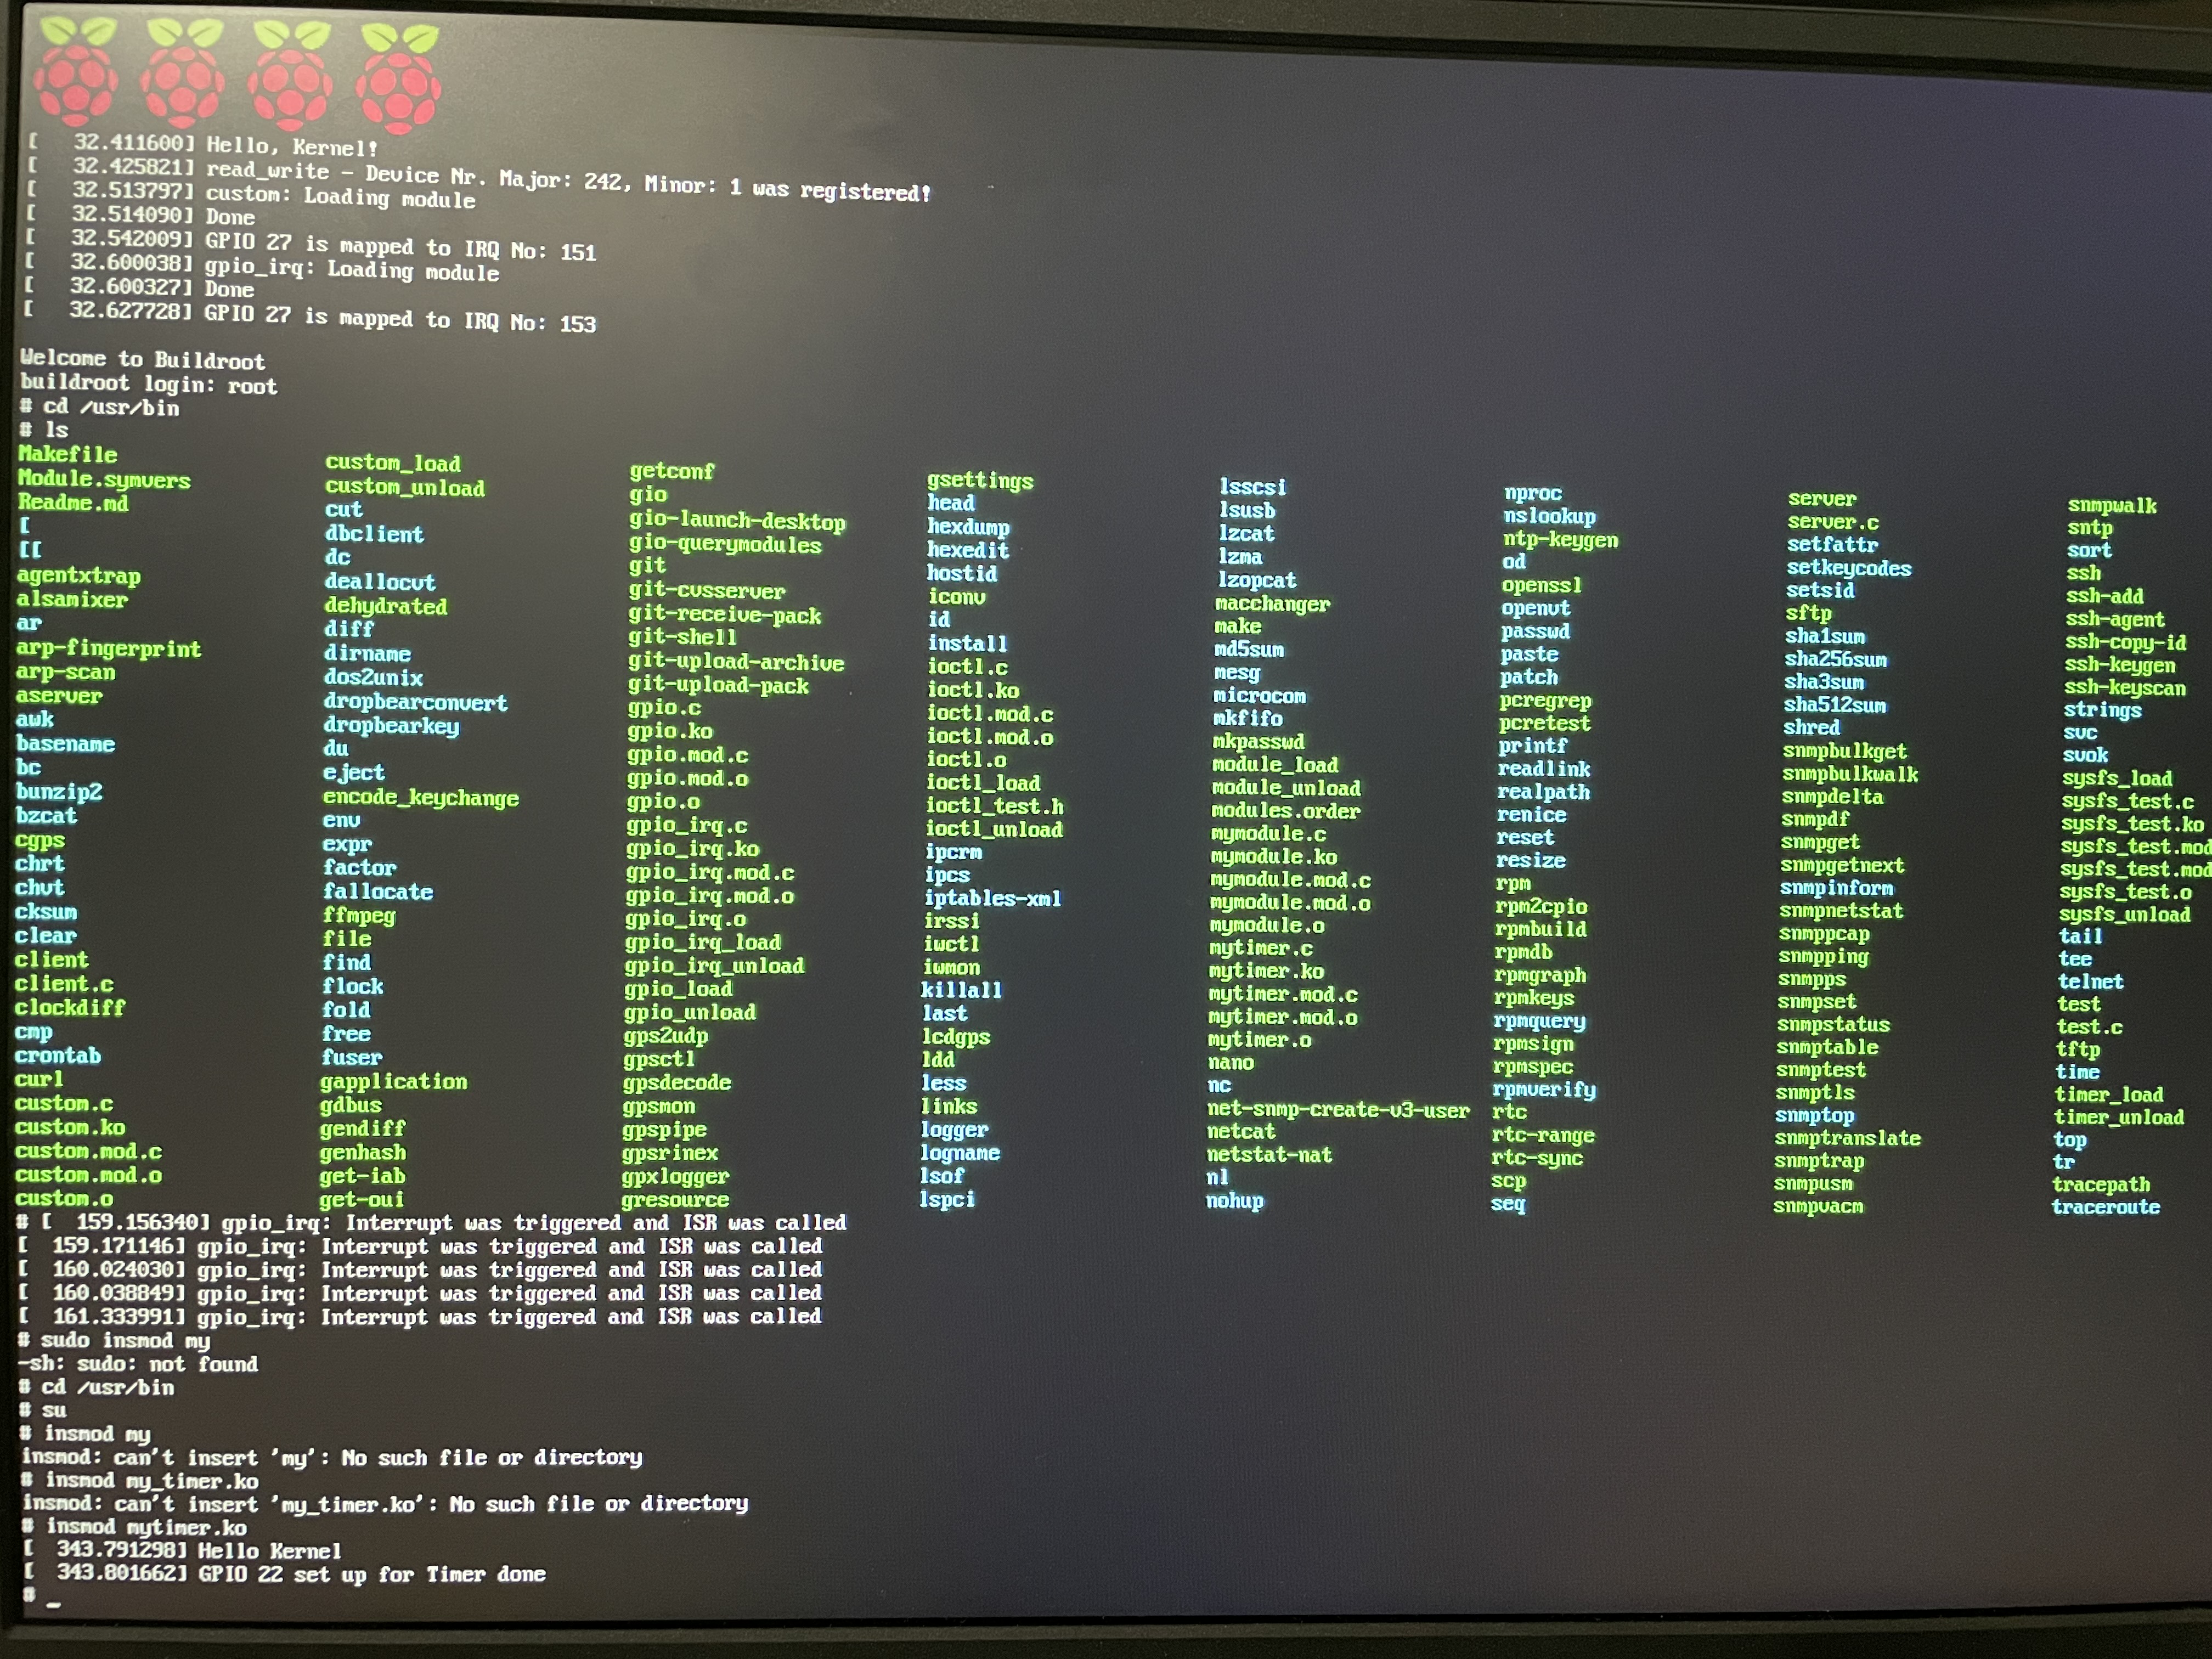 [   32.411600] Hello, Kernel!
[   32.425821] read_write - Device Nr. Major: 242, Minor: 1 was registered!
[   32.513797] custom: Loading module
[   32.514090] Done
[   32.542009] GPIO 27 is mapped to IRQ No: 151
[   32.600038] gpio_irq: Loading module
[   32.600327] Done
[   32.627728] GPIO 27 is mapped to IRQ No: 153
Welcome to Buildroot
buildroot login: root
# cd /usr/bin
# ls
Makefile custom_load getconf gsettings lsscsi nproc server snmpwalk
Module.symvers custom_unload gio head lsusb nslookup server.c sntp
Readme.md cut gio-launch-desktop hexdump lzcat ntp-keygen setfattr sort
[ dbclient gio-querymodules hexedit lzma od setkeycodes ssh
[[ dc git hostid lzopcat openssl setsid ssh-add
agentxtrap deallocvt git-cvsserver iconv macchanger openvt sftp ssh-agent
alsamixer dehydrated git-receive-pack id make passwd sha1sum ssh-copy-id
ar diff git-shell install md5sum paste sha256sum ssh-keygen
arp-fingerprint dirname git-upload-archive ioctl.c mesg patch sha3sum ssh-keyscan
arp-scan dos2unix git-upload-pack ioctl.ko microcom pcregrep sha512sum strings
aserver dropbearconvert gpio.c ioctl.mod.c mkfifo pcretest shred svc
awk dropbearkey gpio.ko ioctl.mod.o mkpasswd printf snmpbulkget svok
basename du gpio.mod.c ioctl.o module_load readlink snmpbulkwalk sysfs_load
bc eject gpio.mod.o ioctl_load module_unload realpath snmpdelta sysfs_test.c
bunzip2 encode_keychange gpio.o ioctl_test.h modules.order renice snmpdf sysfs_test.ko
bzcat env gpio_irq.c ioctl_unload mymodule.c reset snmpget sysfs_test.mod
cgps expr gpio_irq.ko ipcrm mymodule.ko resize snmpgetnext sysfs_test.mod
chrt factor gpio_irq.mod.c ipcs mymodule.mod.c rpm snmpinform sysfs_test.o
chvt fallocate gpio_irq.mod.o iptables-xml mymodule.mod.o rpm2cpio snmpnetstat sysfs_unload
cksum ffmpeg gpio_irq.o irssi mymodule.o rpmbuild snmppcap tail
clear file gpio_irq_load iwctl mytimer.c rpmdb snmpping tee
client find gpio_irq_unload iwmon mytimer.ko rpmgraph snmpps telnet
client.c flock gpio_load killall mytimer.mod.c rpmkeys snmpset test
clockdiff fold gpio_unload last mytimer.mod.o rpmquery snmpstatus test.c
cmp free gps2udp lcdgps mytimer.o rpmsign snmptable tftp
crontab fuser gpsctl ldd nano rpmspec snmptest time
curl gapplication gpsdecode less nc rpmverify snmptls timer_load
custom.c gdbus gpsmon links net-snmp-create-v3-user rtc snmptop timer_unload
custom.ko gendiff gpspipe logger netcat rtc-range snmptranslate top
custom.mod.c genhash gpsrinex logname netstat-nat rtc-sync snmptrap tr
custom.mod.o get-iab gpxlogger lsof nl scp snmpusm tracepath
custom.o get-oui gresource lspci nohup seq snmpvacm traceroute
# [  159.156340] gpio_irq: Interrupt was triggered and ISR was called
[  159.171146] gpio_irq: Interrupt was triggered and ISR was called
[  160.024030] gpio_irq: Interrupt was triggered and ISR was called
[  160.038849] gpio_irq: Interrupt was triggered and ISR was called
[  161.333991] gpio_irq: Interrupt was triggered and ISR was called
# sudo insmod my
-sh: sudo: not found
# cd /usr/bin
# su
# insmod my
insmod: can't insert 'my': No such file or directory
# insmod my_timer.ko
insmod: can't insert 'my_timer.ko': No such file or directory
# insmod mytimer.ko
[  343.791298] Hello Kernel
[  343.801662] GPIO 22 set up for Timer done
# _